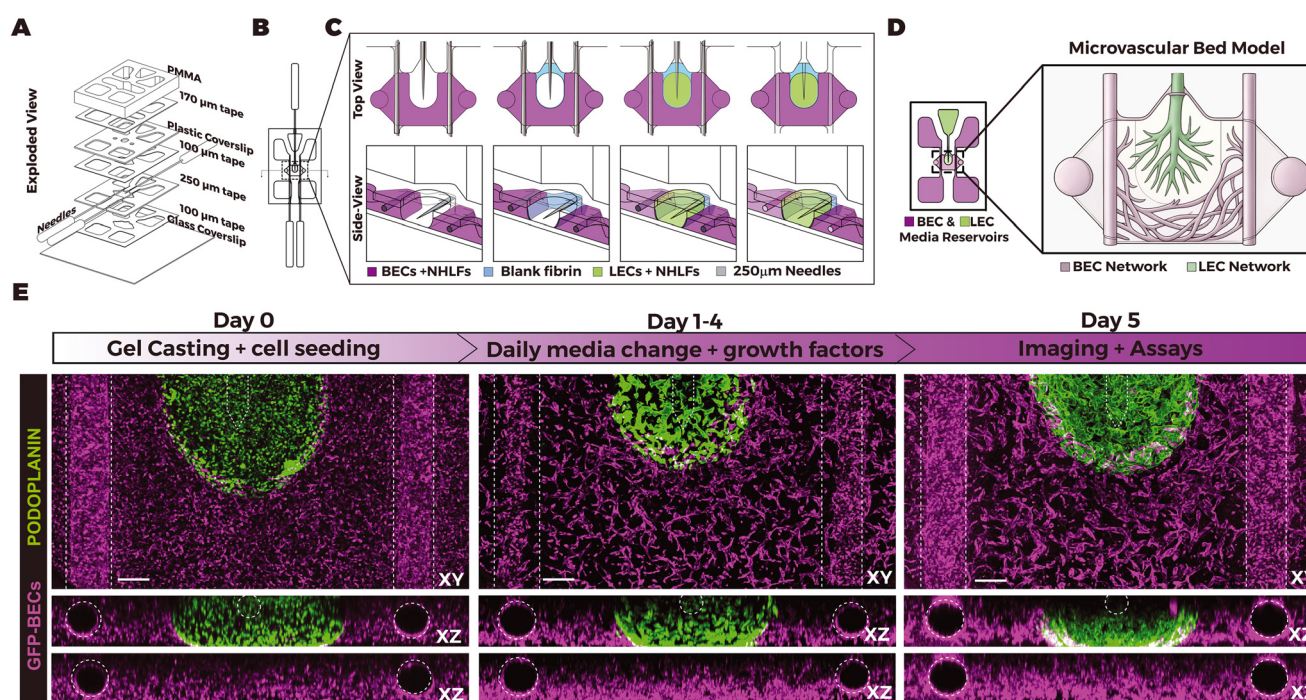 A
B
C
D
Exploded View
PMMA
170 µm tape
Plastic Coverslip
100 µm tape
250 µm tape
100 µm tape
Glass Coverslip
Needles
Top View
Side-View
BECs +NHLFs
Blank fibrin
LECs + NHLFs
250µm Needles
BEC & LEC
Media Reservoirs
Microvascular Bed Model
BEC Network
LEC Network
E
Day 0
Day 1-4
Day 5
Gel Casting + cell seeding
Daily media change + growth factors
Imaging + Assays
GFP-BECs PODOPLANIN
XY
XY
XY
XZ
XZ
XZ
XZ
XZ
XZ